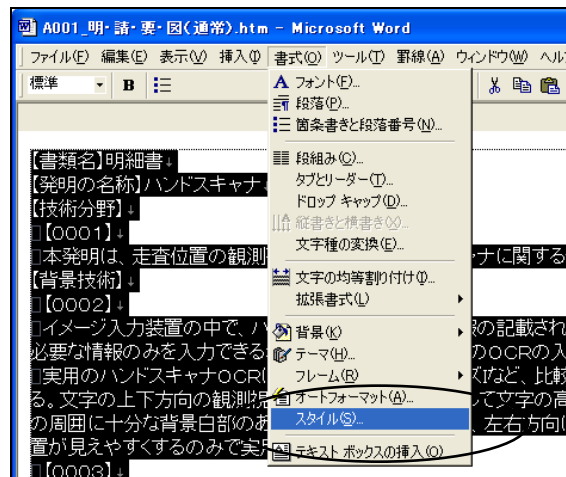 A001_明・請・要・図(通常).htm - Microsoft Word
ファイル(F) 編集(E) 表示(V) 挿入(I) 書式(O) ツール(T) 罫線(A) ウィンドウ(W) ヘル
標準 B
フォント(F)...
段落(P)...
箇条書きと段落番号(N)...
段組み(C)...
タブとリーダー(T)...
ドロップ キャップ(D)...
縦書きと横書き(X)...
文字種の変換(E)...
文字の均等割り付け(I)...
拡張書式(L)
背景(K)
テーマ(H)...
フレーム(R)
オートフォーマット(A)...
スタイル(S)...
テキスト ボックスの挿入(O)
【書類名】明細書↓
【発明の名称】ハンドスキャナ
【技術分野】↓
【0001】↓
本発明は、走査位置の観測 ナに関する
【背景技術】↓
【0002】↓
イメージ入力装置の中で、ハ の記載され
必要な情報のみを入力できる のOCRの入
実用のハンドスキャナOCR( など、比較
る。文字の上下方向の観測 て文字の高
の周囲に十分な背景白部のあ 、左右方向(
置が見えやすくするのみで実
【0003】↓